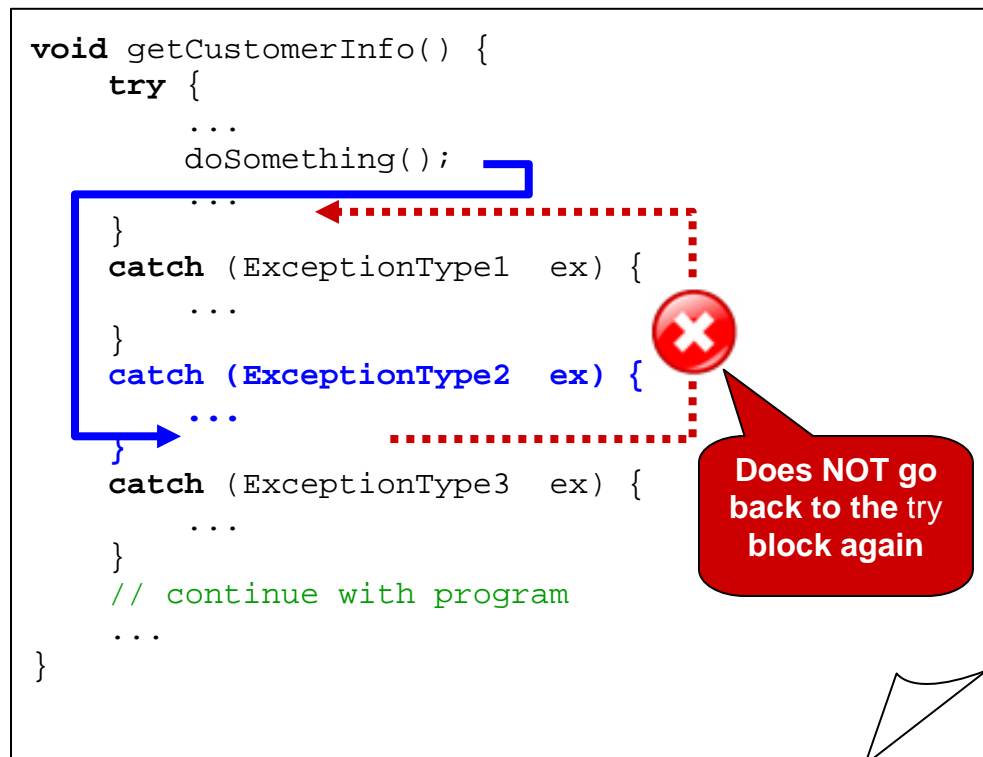 void getCustomerInfo() {
    try {
        ...
        doSomething();
        ...
    }
    catch (ExceptionType1  ex) {
        ...
    }
    catch (ExceptionType2  ex) {
        ...
    }
    catch (ExceptionType3  ex) {
        ...
    }
    // continue with program
    ...
}
Does NOT go
back to the try
block again